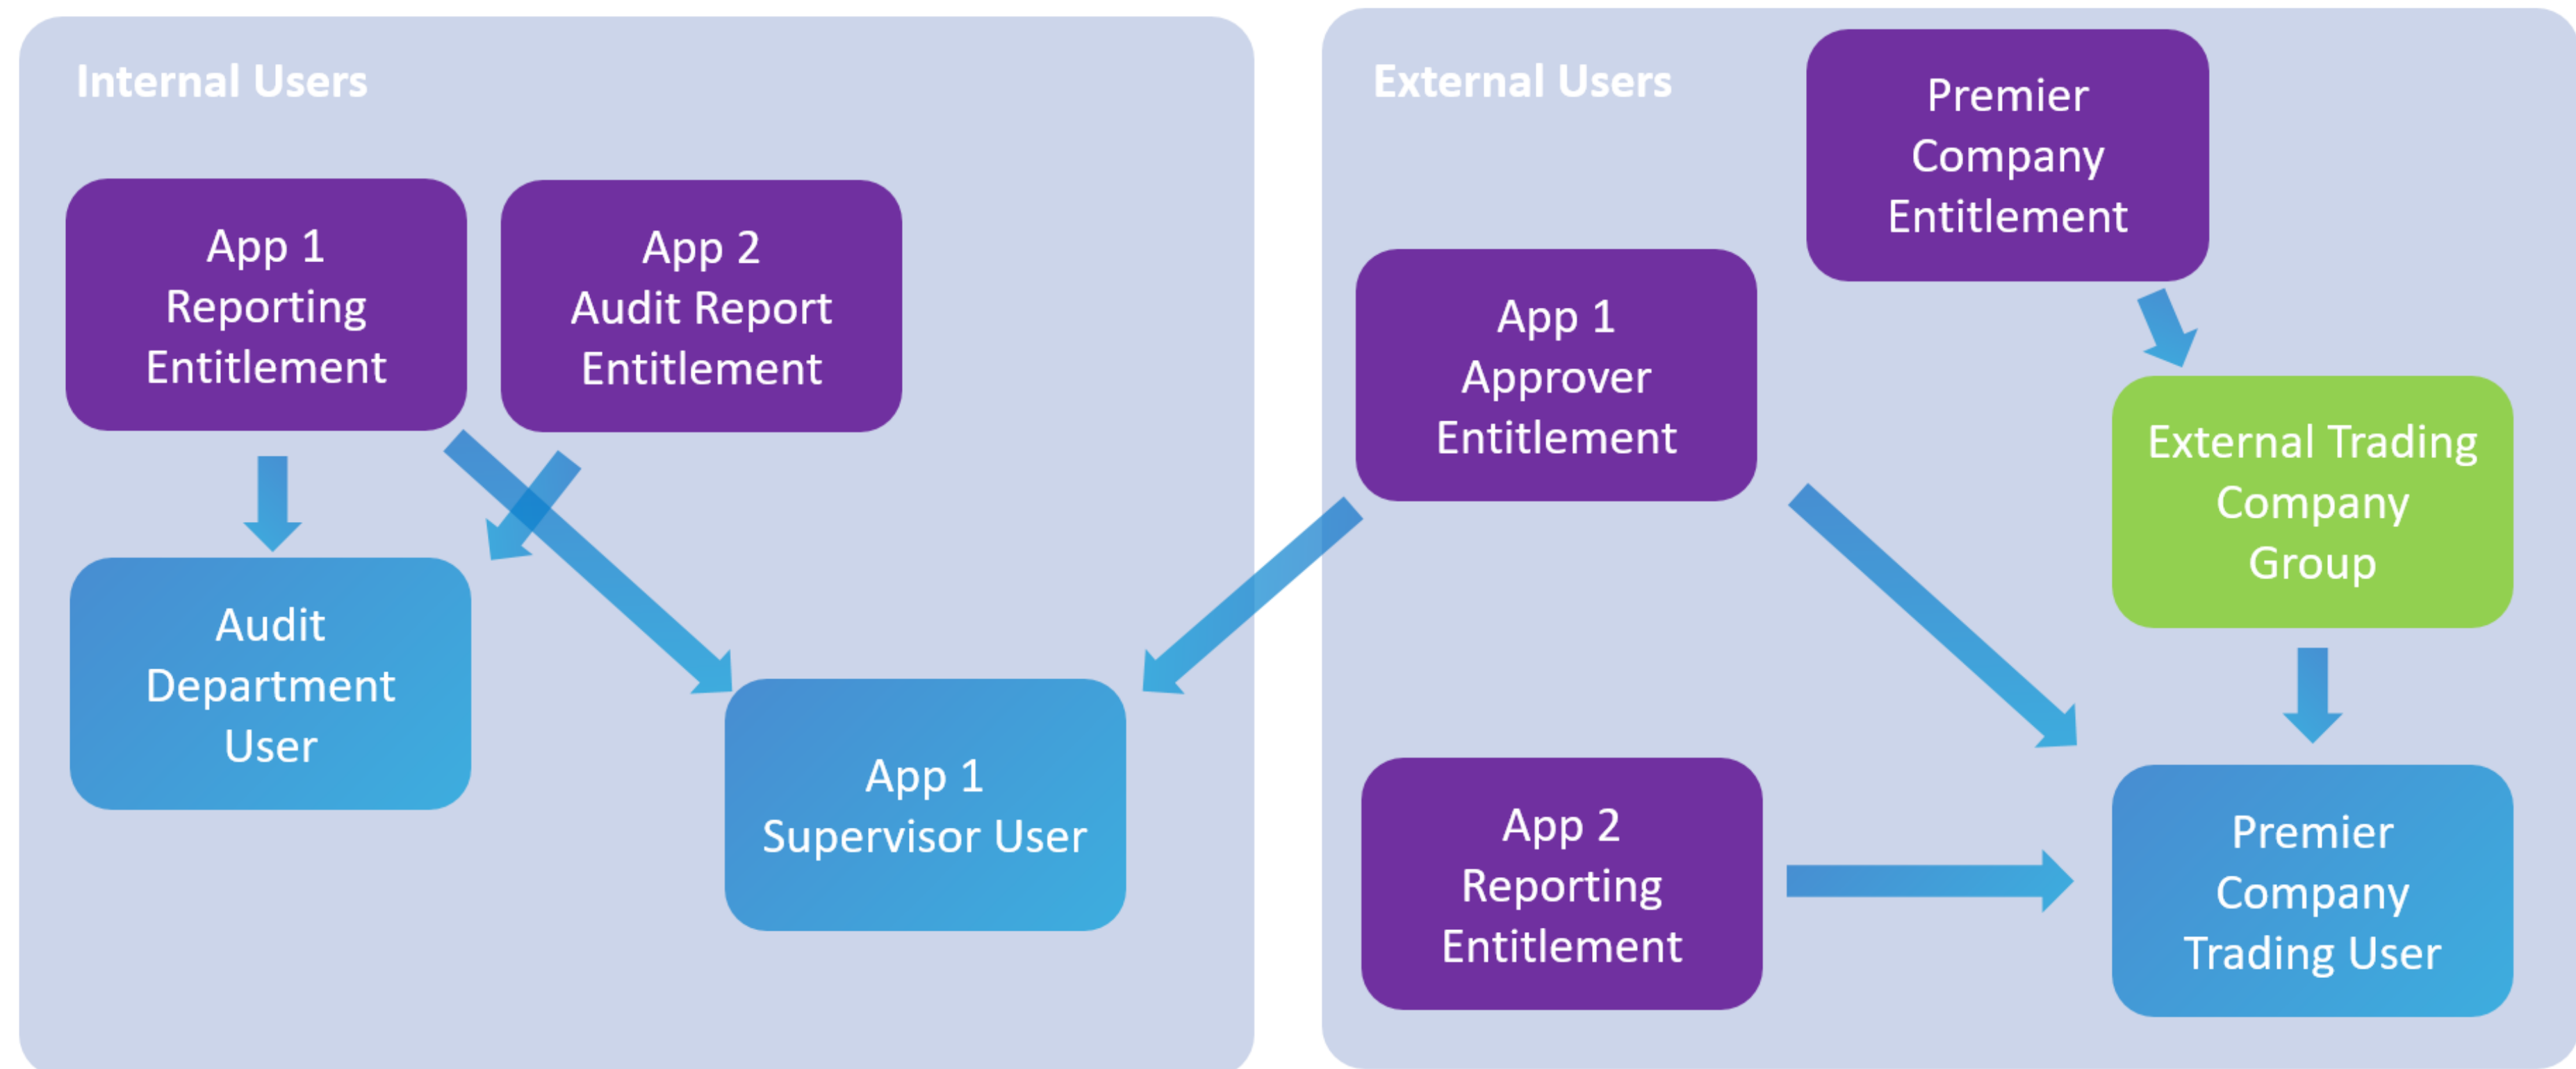 Internal Users
App 1
Reporting
Entitlement
App 2
Audit Report
Entitlement
Audit
Department
User
App 1
Supervisor User
External Users
Premier
Company
Entitlement
App 1
Approver
Entitlement
External Trading
Company
Group
App 2
Reporting
Entitlement
Premier
Company
Trading User